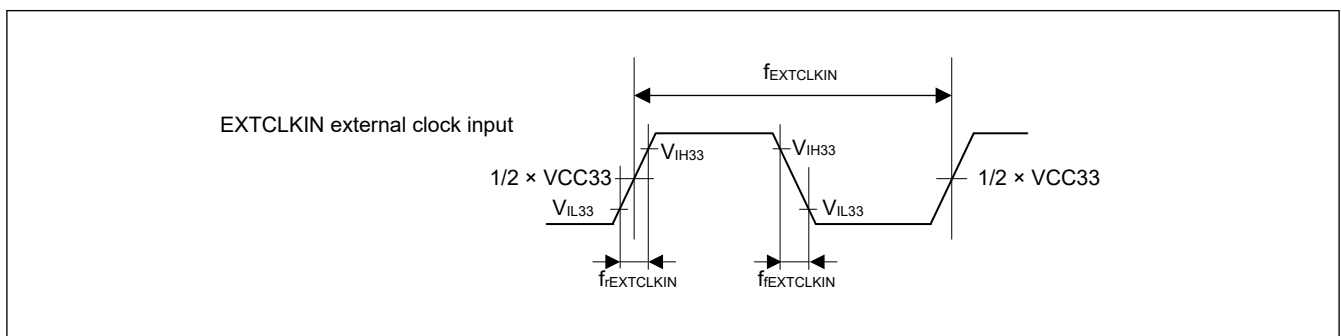 fEXTCLKIN
EXTCLKIN external clock input
VIH33 VIH33
1/2 × VCC33 1/2 × VCC33
VIL33 VIL33
frEXTCLKIN ffEXTCLKIN